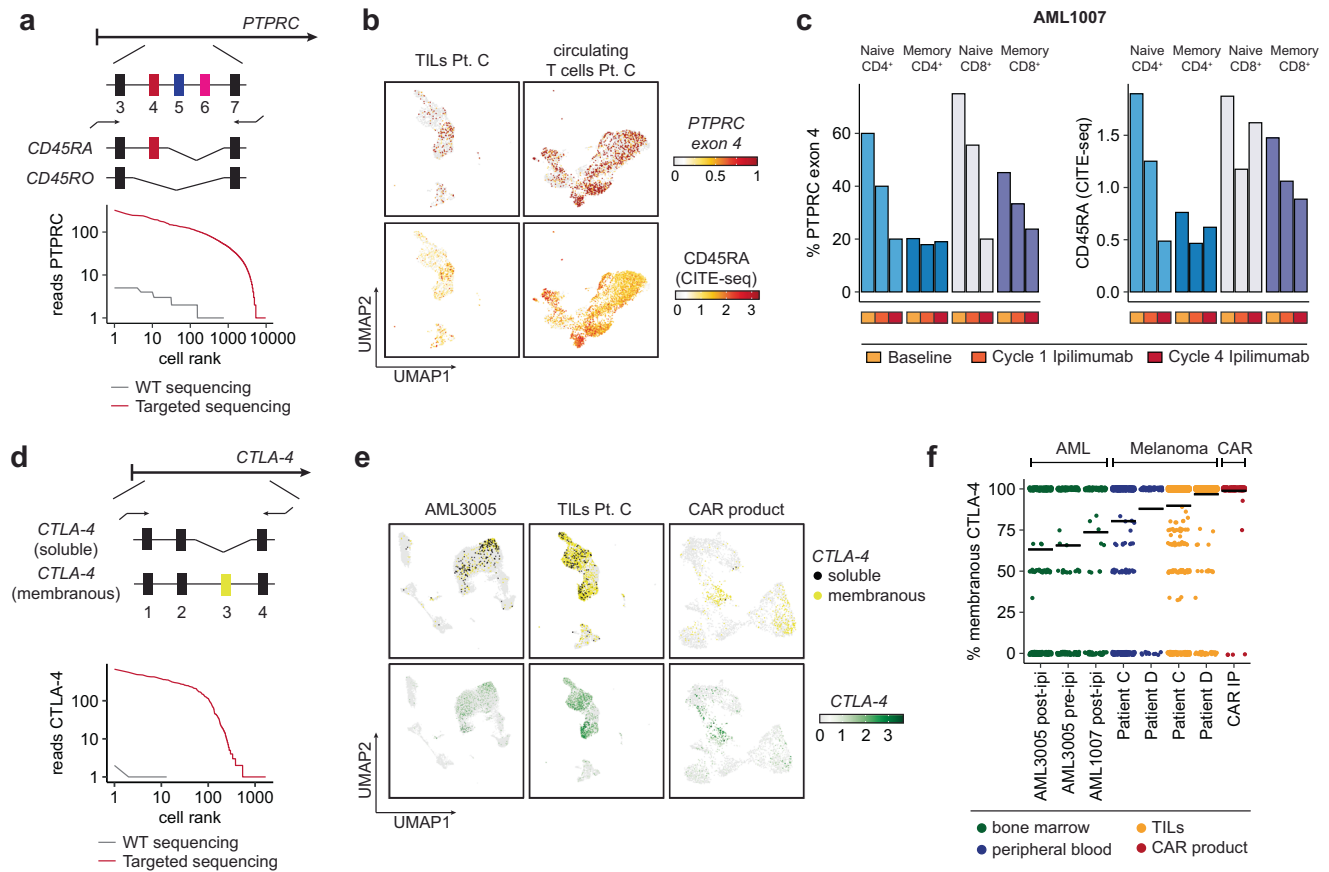 a
PTPRC
3 4 5 6 7
CD45RA
CD45RO
reads PTPRC
100
10
1
1 10 100 1000 10000
cell rank
WT sequencing
Targeted sequencing
b
TILs Pt. C
circulating
T cells Pt. C
PTPRC
exon 4
0 0.5 1
CD45RA
(CITE-seq)
0 1 2 3
UMAP2
UMAP1
c
AML1007
Naive Memory Naive Memory
CD4+ CD4+ CD8+ CD8+
% PTPRC exon 4
60
40
20
0
Naive Memory Naive Memory
CD4+ CD4+ CD8+ CD8+
CD45RA (CITE-seq)
1.5
1.0
0.5
0.0
Baseline Cycle 1 Ipilimumab Cycle 4 Ipilimumab
d
CTLA-4
CTLA-4
(soluble)
CTLA-4
(membranous)
1 2 3 4
reads CTLA-4
100
10
1
1 10 100 1000
cell rank
WT sequencing
Targeted sequencing
e
AML3005 TILs Pt. C CAR product
CTLA-4
soluble
membranous
CTLA-4
0 1 2 3
UMAP2
UMAP1
f
AML Melanoma CAR
% membranous CTLA-4
100
75
50
25
0
AML3005 post-ipi
AML3005 pre-ipi
AML1007 post-ipi
Patient C
Patient D
Patient C
Patient D
CAR IP
bone marrow TILs
peripheral blood CAR product